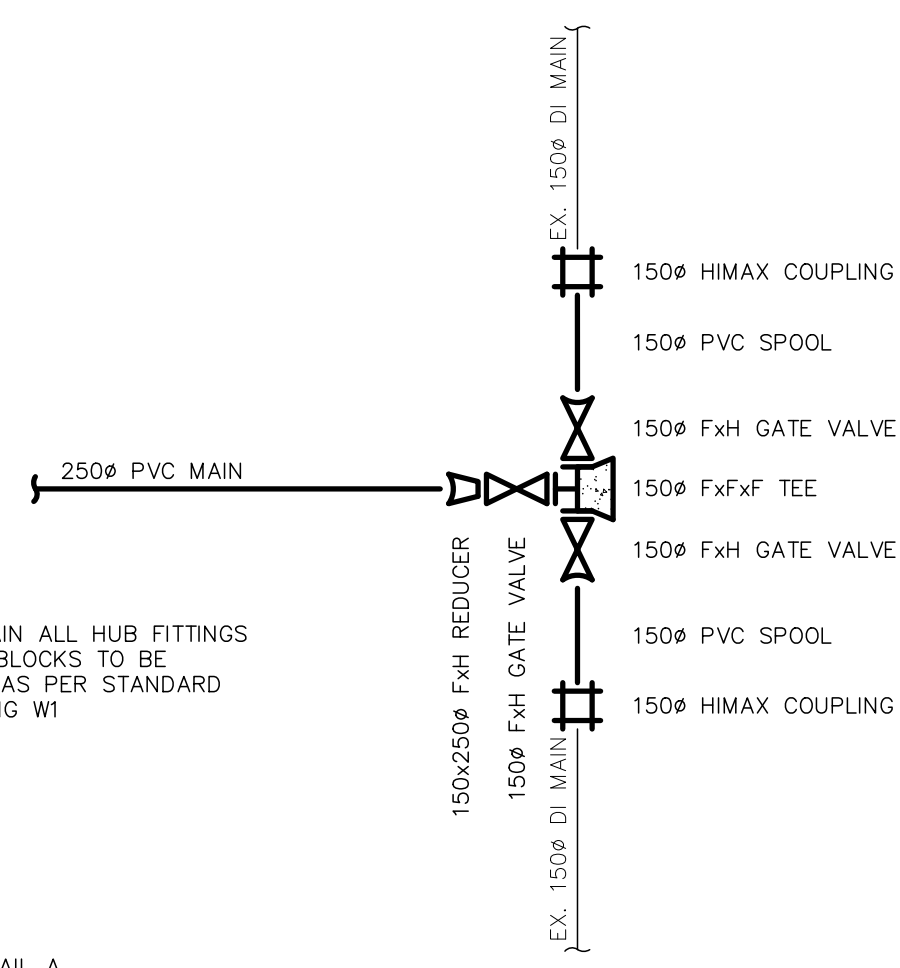 EX. 150ø DI MAIN
150ø HIMAX COUPLING
150ø PVC SPOOL
150ø FxH GATE VALVE
250ø PVC MAIN
150ø FxFxF TEE
150ø FxH GATE VALVE
150x250ø FxH REDUCER
150ø FxH GATE VALVE
ALL HUB FITTINGS
BLOCKS TO BE
AS PER STANDARD
W1
150ø PVC SPOOL
150ø HIMAX COUPLING
EX. 150ø DI MAIN
A